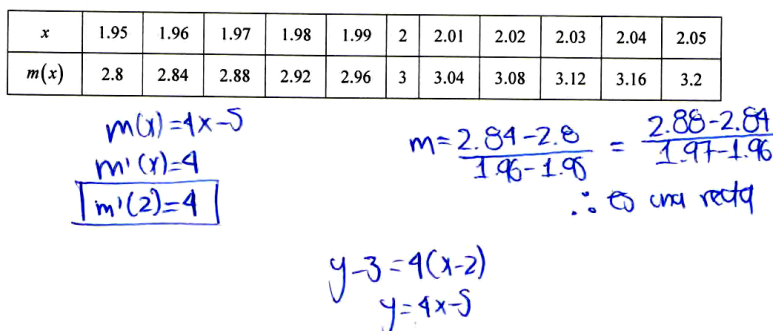 x 1.95 1.96 1.97 1.98 1.99 2 2.01 2.02 2.03 2.04 2.05
m(x) 2.8 2.84 2.88 2.92 2.96 3 3.04 3.08 3.12 3.16 3.2
m(x)=4x-5
m'(x)=4
m'(2)=4
m= (2.84-2.8)/(1.96-1.95) = (2.88-2.84)/(1.97-1.96)
∴ es una recta
y-3=4(x-2)
y=4x-5